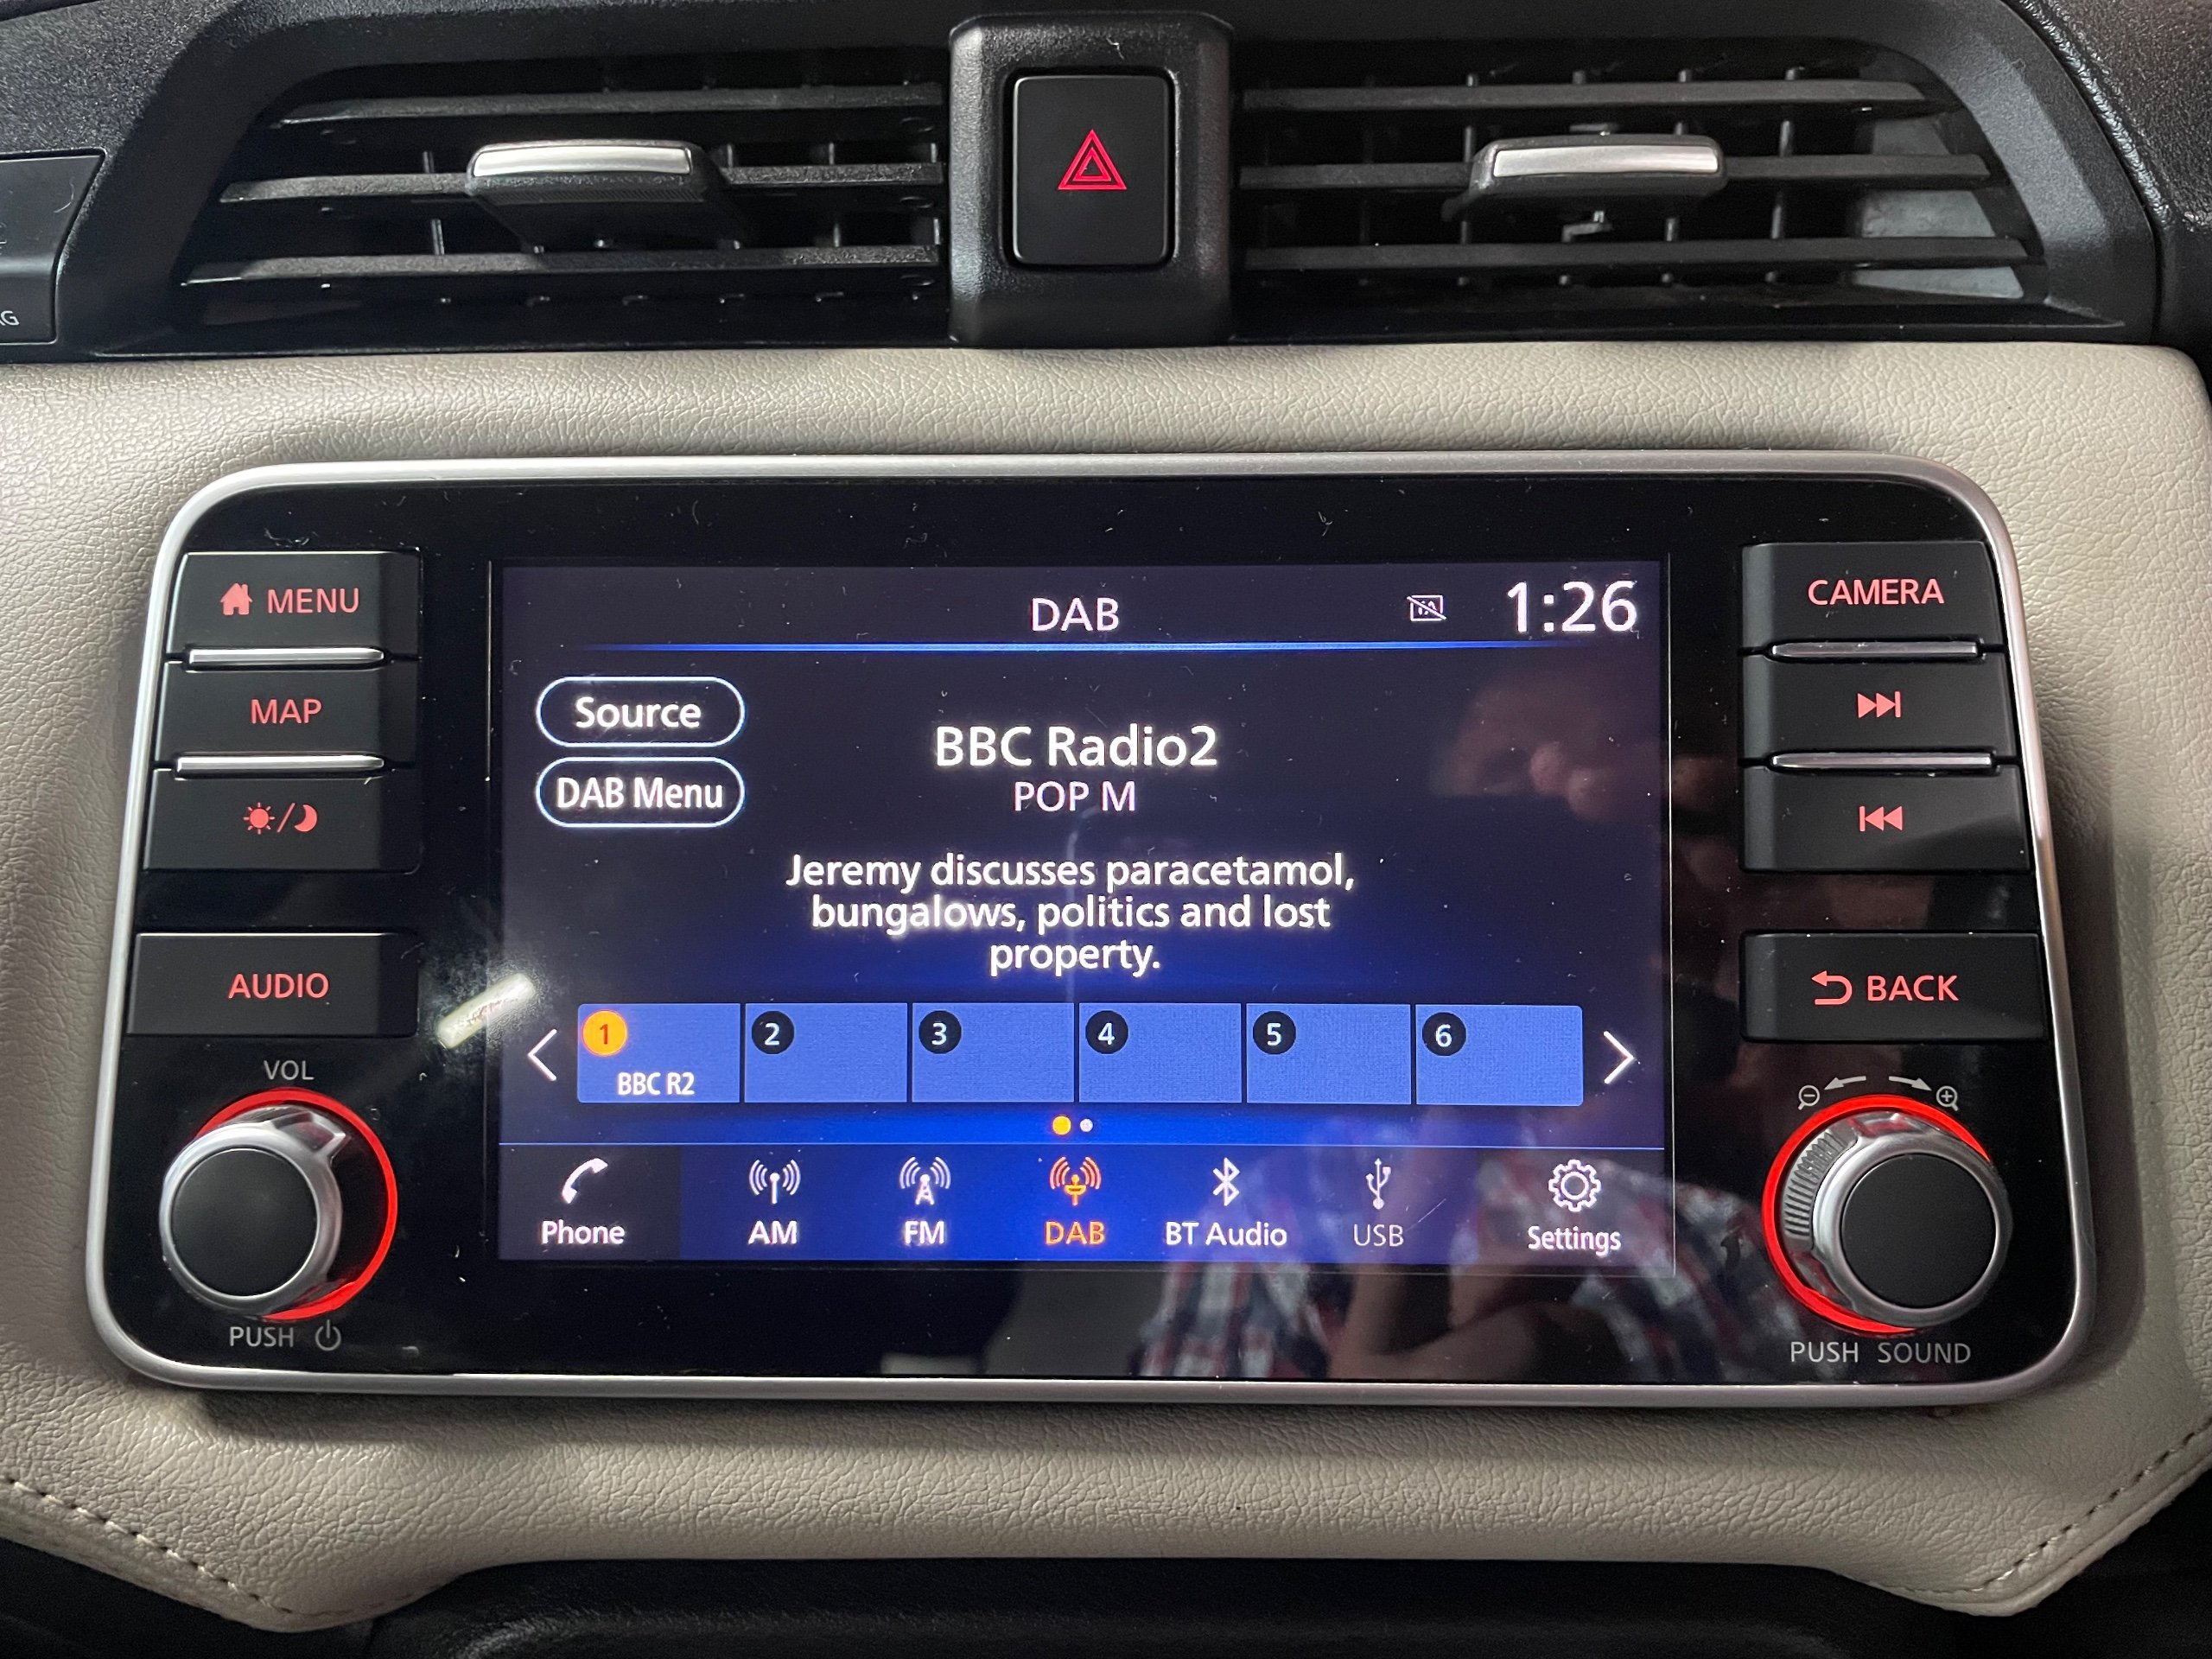 DAB
1:26
MENU
MAP
AUDIO
VOL
PUSH
Source
DAB Menu
BBC Radio2
POP M
Jeremy discusses paracetamol,
bungalows, politics and lost
property.
1 2 3 4 5 6
BBC R2
Phone AM FM DAB BT Audio USB Settings
CAMERA
BACK
PUSH SOUND